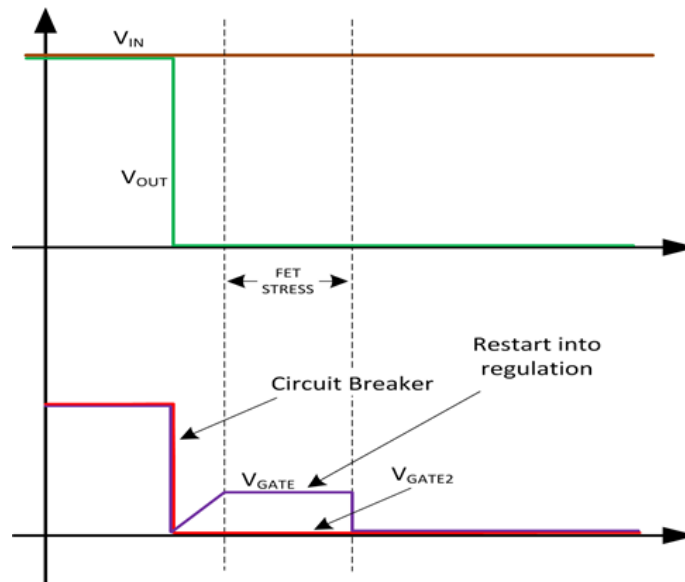 VIN
VOUT
FET
STRESS
Restart into
regulation
Circuit Breaker
VGATE
VGATE2